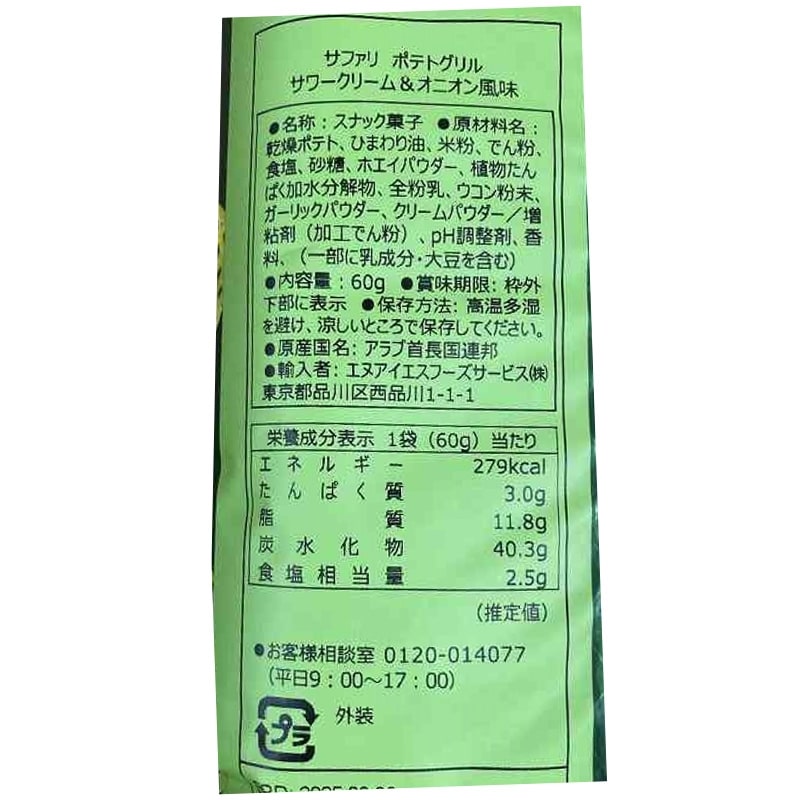 サファリ ポテトグリル
サワークリーム＆オニオン風味
●名称：スナック菓子 ●原材料名：
乾燥ポテト、ひまわり油、米粉、でん粉、
食塩、砂糖、ホエイパウダー、植物たん
ぱく加水分解物、全粉乳、ウコン粉末、
ガーリックパウダー、クリームパウダー／増
粘剤（加工でん粉）、pH調整剤、香
料、（一部に乳成分・大豆を含む）
●内容量：60g ●賞味期限：枠外
下部に表示 ●保存方法：高温多湿
を避け、涼しいところで保存してください。
●原産国名：アラブ首長国連邦
●輸入者：エヌアイエスフーズサービス㈱
東京都品川区西品川1-1-1
栄養成分表示 1袋（60g）当たり
エネルギー 279kcal
たんぱく質 3.0g
脂質 11.8g
炭水化物 40.3g
食塩相当量 2.5g
（推定値）
●お客様相談室 0120-014077
（平日9：00〜17：00）
プラ 外装